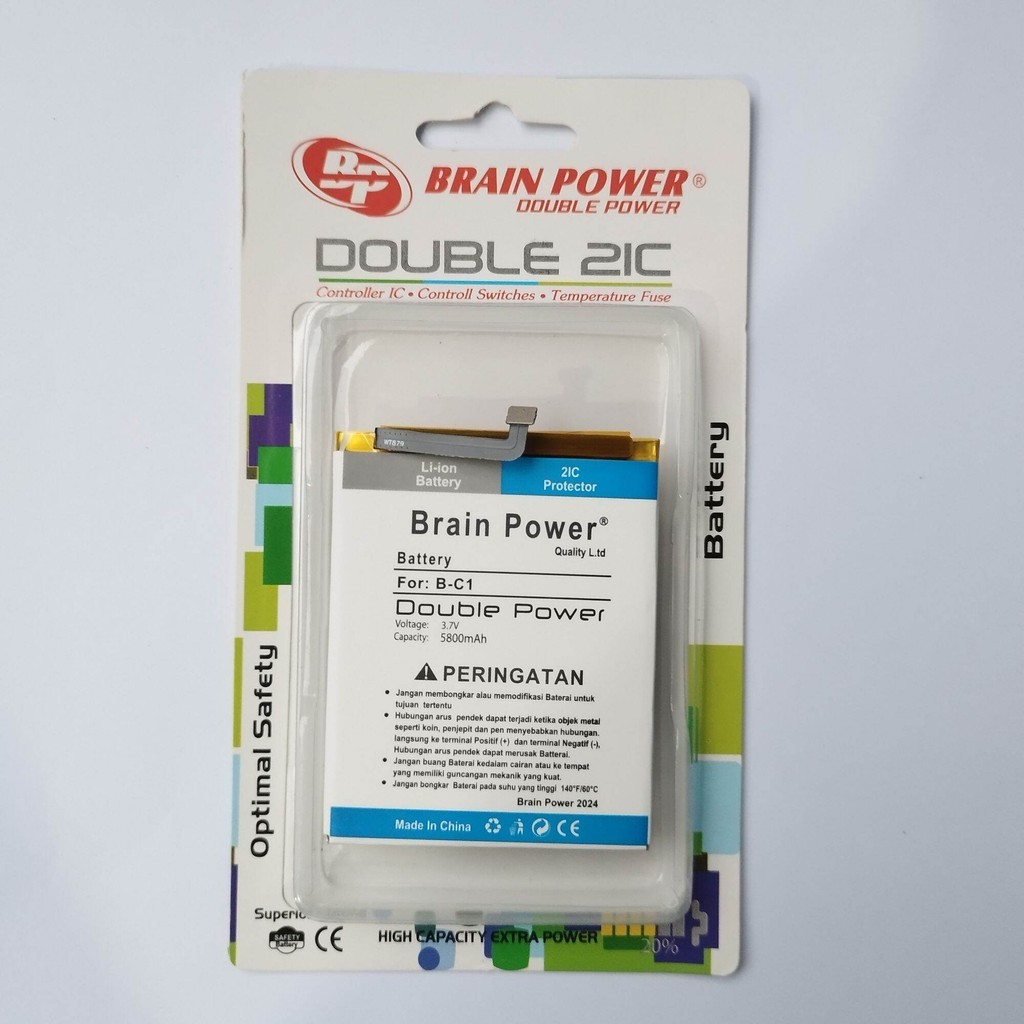 BP BRAIN POWER®
DOUBLE POWER
DOUBLE 2IC
Controller IC • Controll Switches • Temperature Fuse
Li-ion
Battery
2IC
Protector
Brain Power®
Quality L.td
Battery
For: B-C1
Double Power
Voltage: 3.7V
Capacity: 5800mAh
⚠ PERINGATAN
• Jangan membongkar alau memodifikasi Baterai untuk
tujuan tertentu
• Hubungan arus pendek dapat terjadi ketika objek metal
seperti koin, penjepit dan pen menyebabkan hubungan.
langsung ke terminal Positif (+) dan terminal Negatif (-),
Hubungan arus pendek dapat merusak Batterai.
• Jangan buang Baterai kedalam cairan atau ke tempat
yang memiliki guncangan mekanik yang kuat.
• Jangan bongkar Baterai pada suhu yang tinggi 140°F/60°C
Brain Power 2024
Made In China CE
Battery
Optimal Safety
SAFETY
Battery
CE
HIGH CAPACITY EXTRA POWER
20%